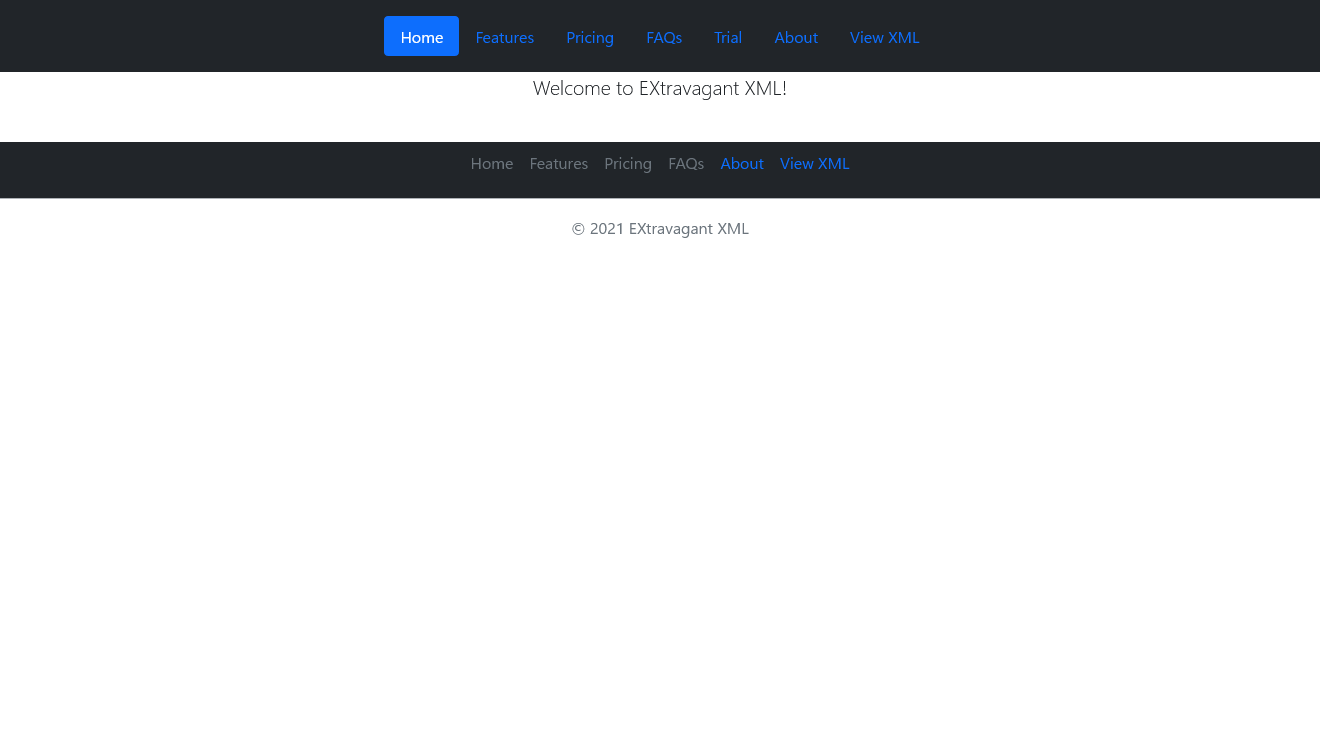 Home Features Pricing FAQs Trial About View XML
Welcome to EXtravagant XML!
Home Features Pricing FAQs About View XML
© 2021 EXtravagant XML